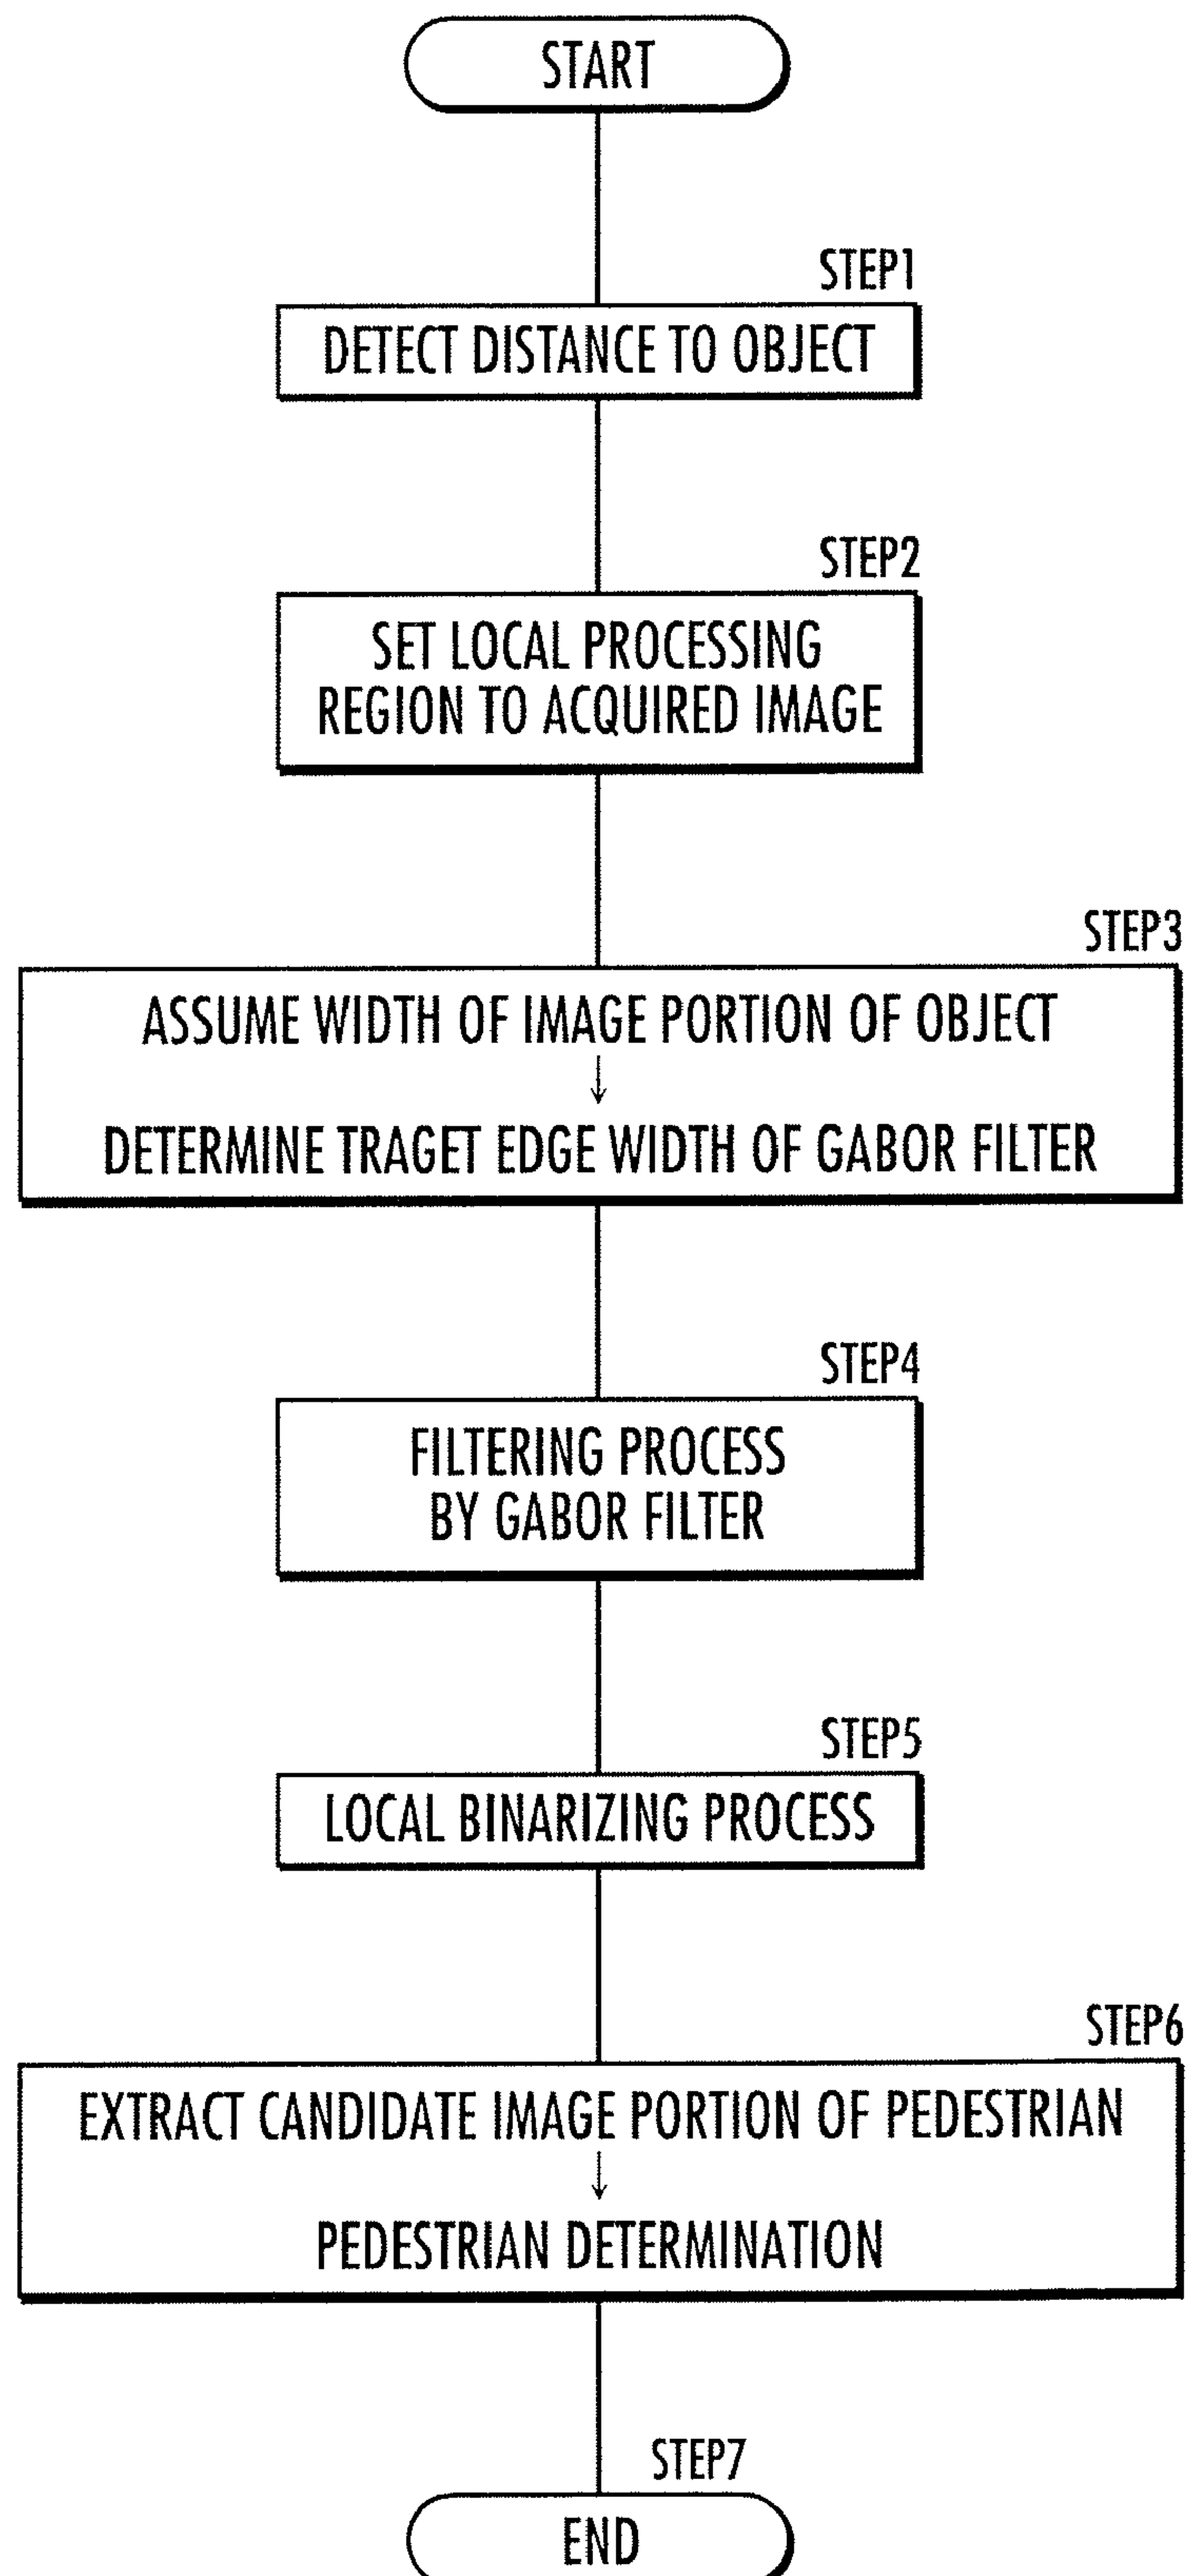 START
STEP1
DETECT DISTANCE TO OBJECT
STEP2
SET LOCAL PROCESSING
REGION TO ACQUIRED IMAGE
STEP3
ASSUME WIDTH OF IMAGE PORTION OF OBJECT
↓
DETERMINE TRAGET EDGE WIDTH OF GABOR FILTER
STEP4
FILTERING PROCESS
BY GABOR FILTER
STEP5
LOCAL BINARIZING PROCESS
STEP6
EXTRACT CANDIDATE IMAGE PORTION OF PEDESTRIAN
↓
PEDESTRIAN DETERMINATION
STEP7
END